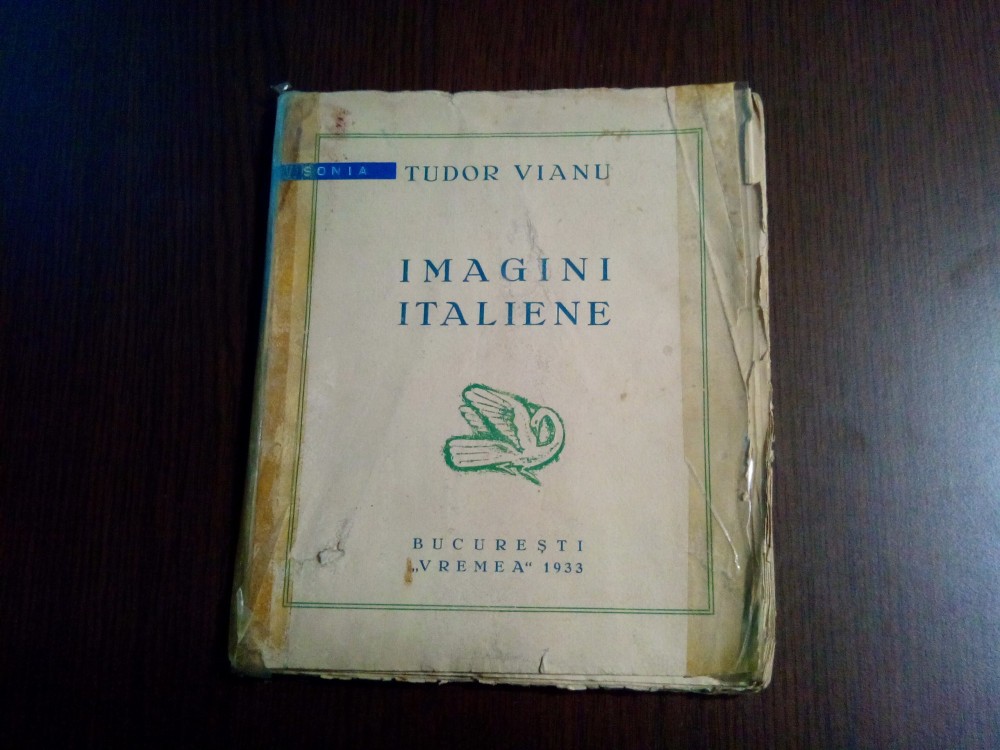 SONIA
TUDOR VIANU
IMAGINI
ITALIENE
BUCUREȘTI
„VREMEA“ 1933